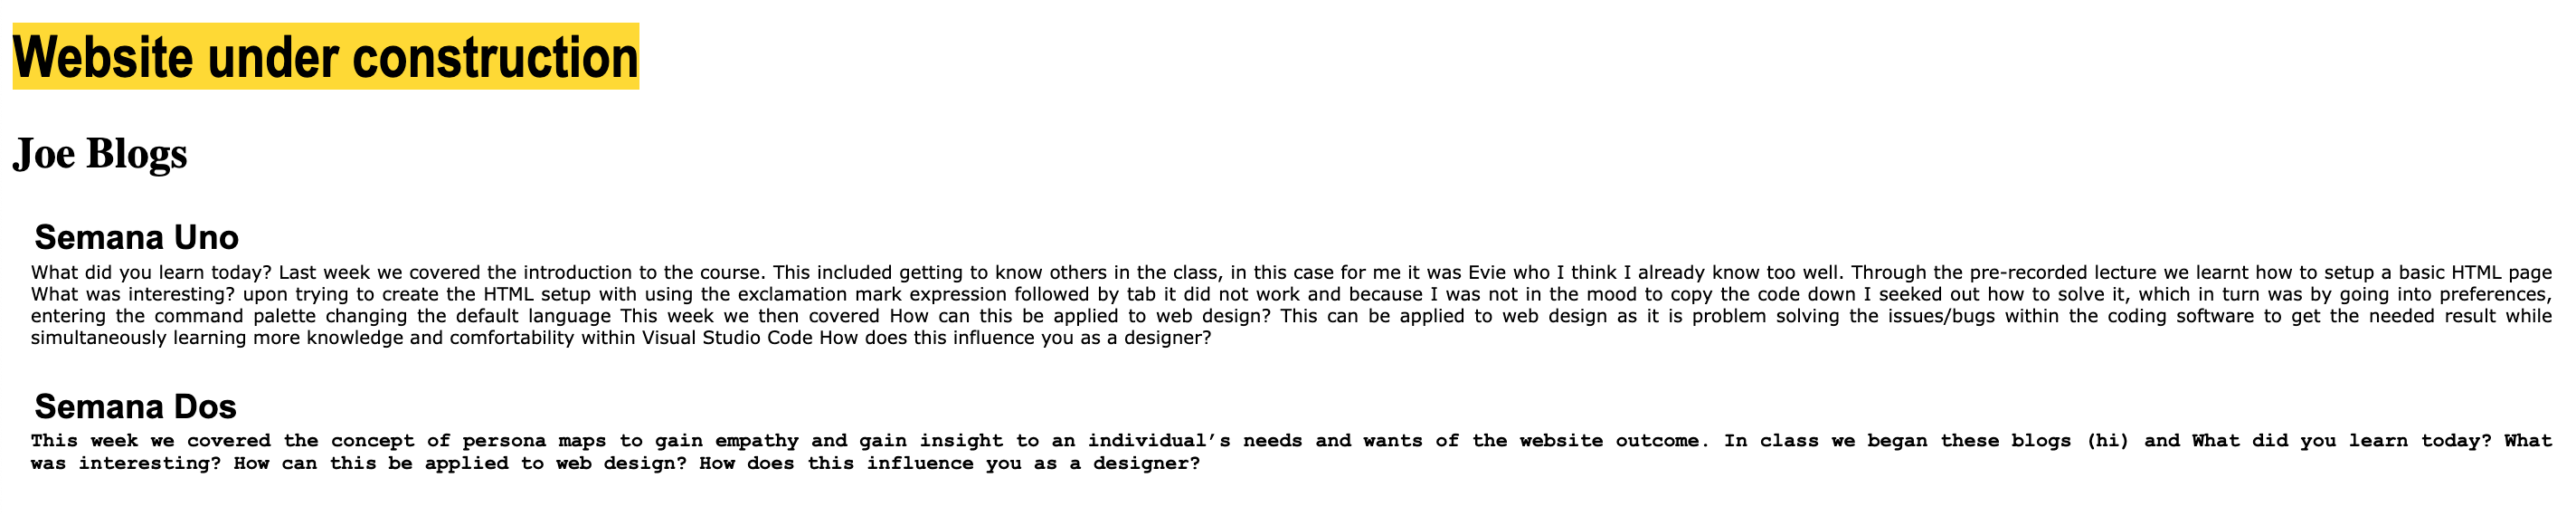 Website under construction
Joe Blogs
Semana Uno
What did you learn today? Last week we covered the introduction to the course. This included getting to know others in the class, in this case for me it was Evie who I think I already know too well. Through the pre-recorded lecture we learnt how to setup a basic HTML page
What was interesting? upon trying to create the HTML setup with using the exclamation mark expression followed by tab it did not work and because I was not in the mood to copy the code down I seeked out how to solve it, which in turn was by going into preferences,
entering the command palette changing the default language This week we then covered How can this be applied to web design? This can be applied to web design as it is problem solving the issues/bugs within the coding software to get the needed result while
simultaneously learning more knowledge and comfortability within Visual Studio Code How does this influence you as a designer?
Semana Dos
This week we covered the concept of persona maps to gain empathy and gain insight to an individual’s needs and wants of the website outcome. In class we began these blogs (hi) and What did you learn today? What
was interesting? How can this be applied to web design? How does this influence you as a designer?